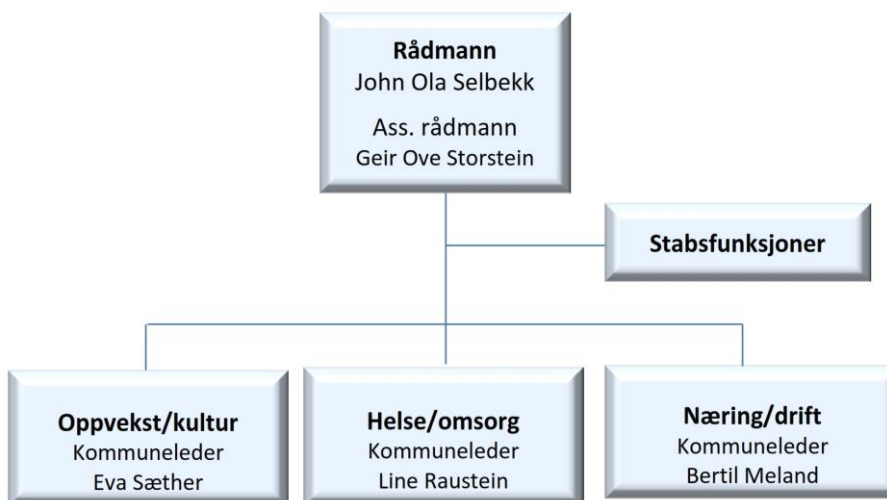 Rådmann
John Ola Selbekk
Ass. rådmann
Geir Ove Storstein
Stabsfunksjoner
Oppvekst/kultur
Kommuneleder
Eva Sæther
Helse/omsorg
Kommuneleder
Line Raustein
Næring/drift
Kommuneleder
Bertil Meland